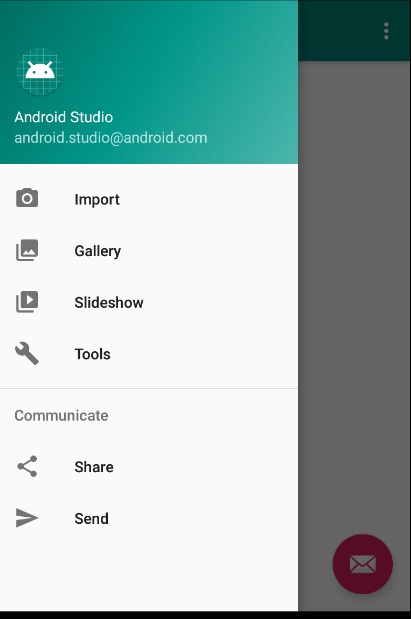 Android Studio
android.studio@android.com
Import
Gallery
Slideshow
Tools
Communicate
Share
Send